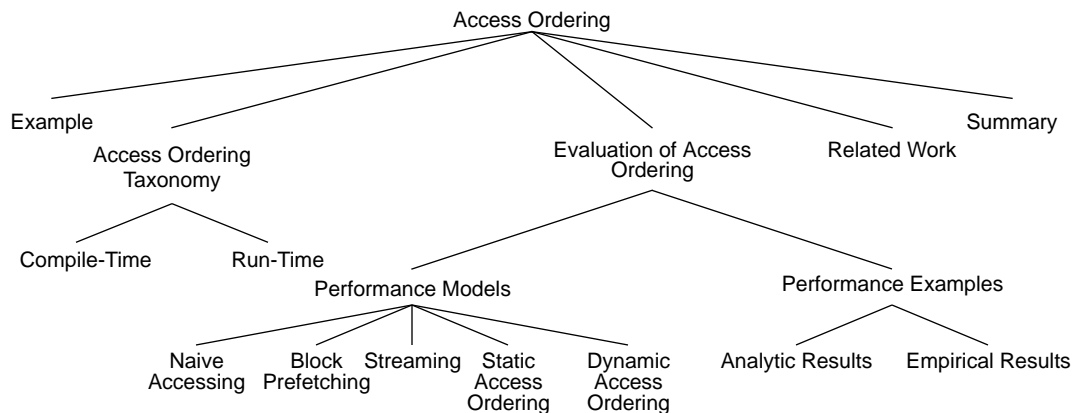 Access Ordering
Example
Summary
Access Ordering
Taxonomy
Evaluation of Access
Ordering
Related Work
Compile-Time
Run-Time
Performance Models
Performance Examples
Naive
Accessing
Block
Prefetching
Streaming
Static
Access
Ordering
Dynamic
Access
Ordering
Analytic Results
Empirical Results